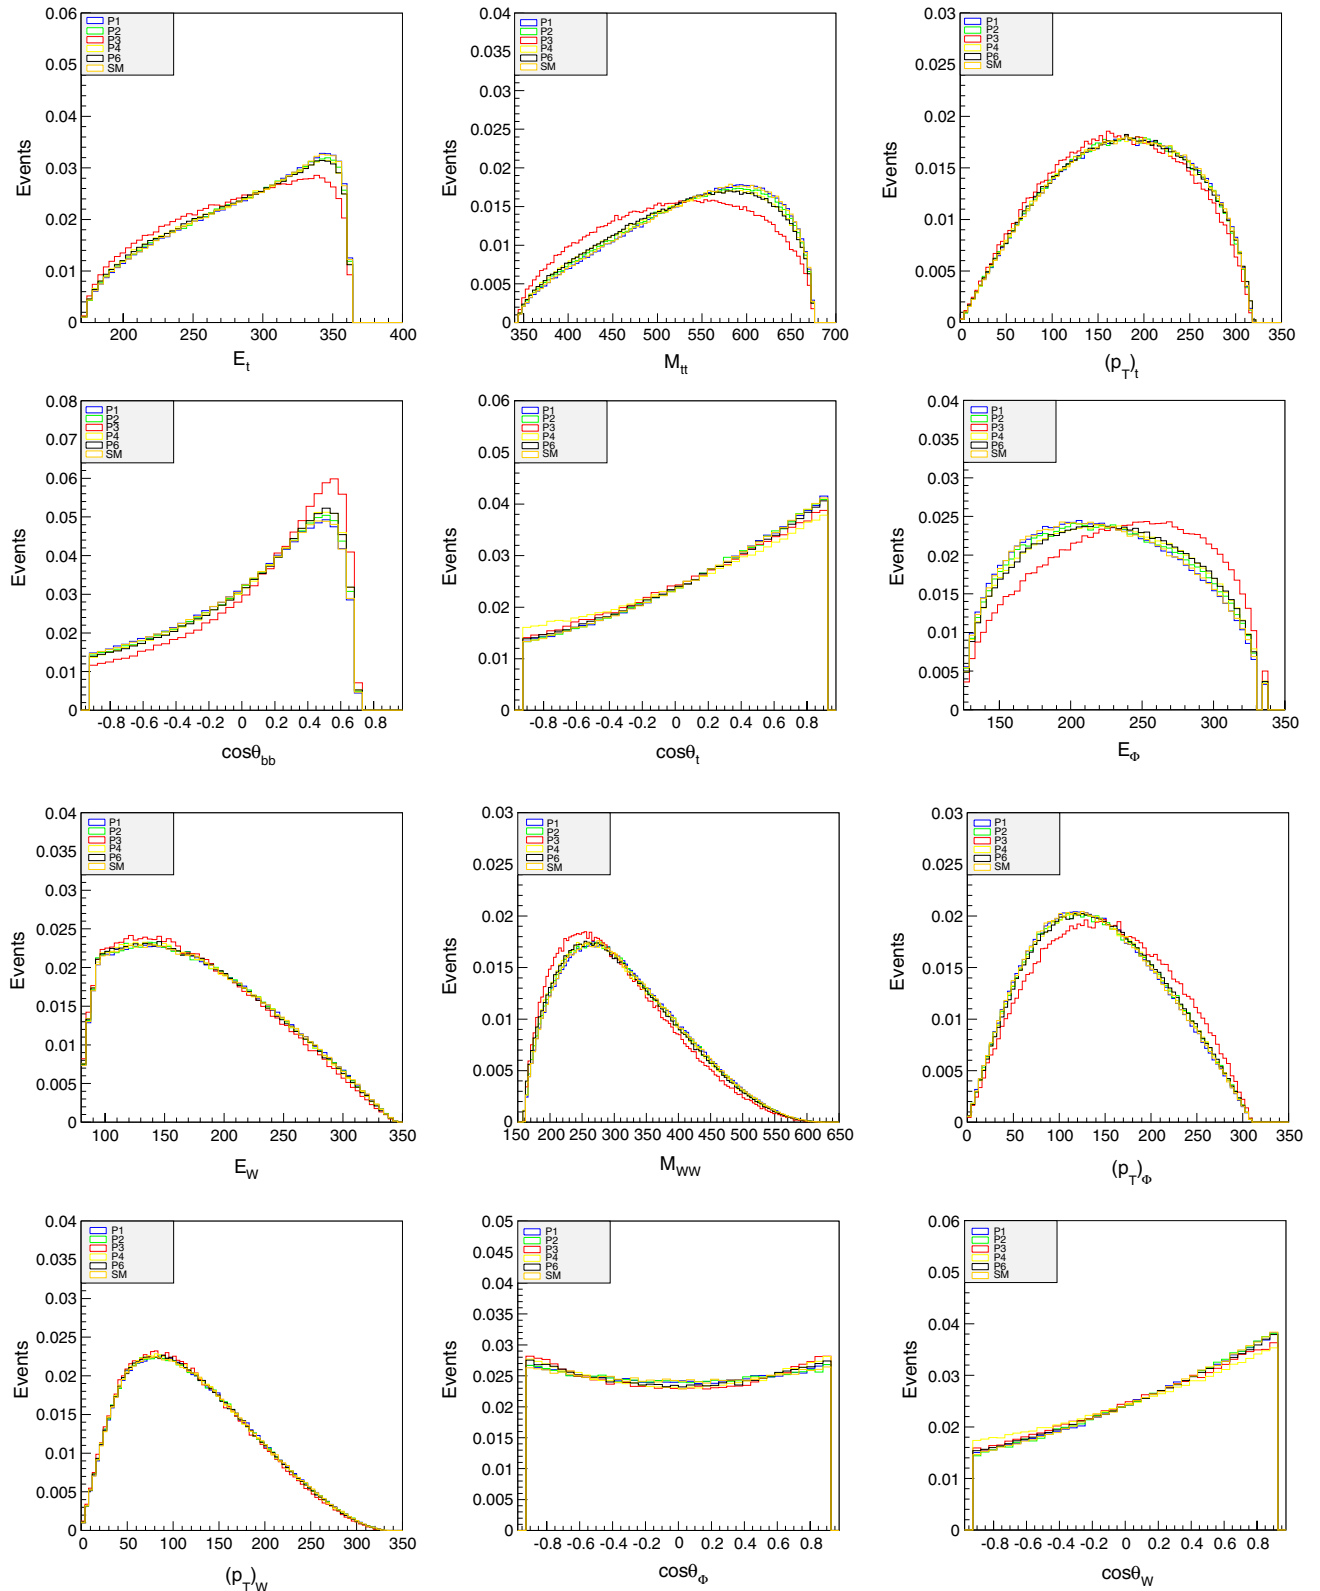 0.06
0.05
0.04
0.03
0.02
0.01
0
Events
P1
P2
P3
P4
P6
SM
200 250 300 350 400
E_t
0.04
0.035
0.03
0.025
0.02
0.015
0.01
0.005
0
Events
P1
P2
P3
P4
P6
SM
350 400 450 500 550 600 650 700
M_tt
0.03
0.025
0.02
0.015
0.01
0.005
0
Events
P1
P2
P3
P4
P6
SM
0 50 100 150 200 250 300 350
(p_T)_t
0.08
0.07
0.06
0.05
0.04
0.03
0.02
0.01
0
Events
P1
P2
P3
P4
P6
SM
-0.8 -0.6 -0.4 -0.2 0 0.2 0.4 0.6 0.8
cosθ_bb
0.06
0.05
0.04
0.03
0.02
0.01
0
Events
P1
P2
P3
P4
P6
SM
-0.8 -0.6 -0.4 -0.2 0 0.2 0.4 0.6 0.8
cosθ_t
0.04
0.035
0.03
0.025
0.02
0.015
0.01
0.005
0
Events
P1
P2
P3
P4
P6
SM
150 200 250 300 350
E_Φ
0.04
0.035
0.03
0.025
0.02
0.015
0.01
0.005
0
Events
P1
P2
P3
P4
P6
SM
100 150 200 250 300 350
E_W
0.03
0.025
0.02
0.015
0.01
0.005
0
Events
P1
P2
P3
P4
P6
SM
150 200 250 300 350 400 450 500 550 600 650
M_WW
0.03
0.025
0.02
0.015
0.01
0.005
0
Events
P1
P2
P3
P4
P6
SM
0 50 100 150 200 250 300 350
(p_T)_Φ
0.04
0.035
0.03
0.025
0.02
0.015
0.01
0.005
0
Events
P1
P2
P3
P4
P6
SM
0 50 100 150 200 250 300 350
(p_T)_W
0.05
0.045
0.04
0.035
0.03
0.025
0.02
0.015
0.01
0.005
0
Events
P1
P2
P3
P4
P6
SM
-0.8 -0.6 -0.4 -0.2 0 0.2 0.4 0.6 0.8
cosθ_Φ
0.06
0.05
0.04
0.03
0.02
0.01
0
Events
P1
P2
P3
P4
P6
SM
-0.8 -0.6 -0.4 -0.2 0 0.2 0.4 0.6 0.8
cosθ_W